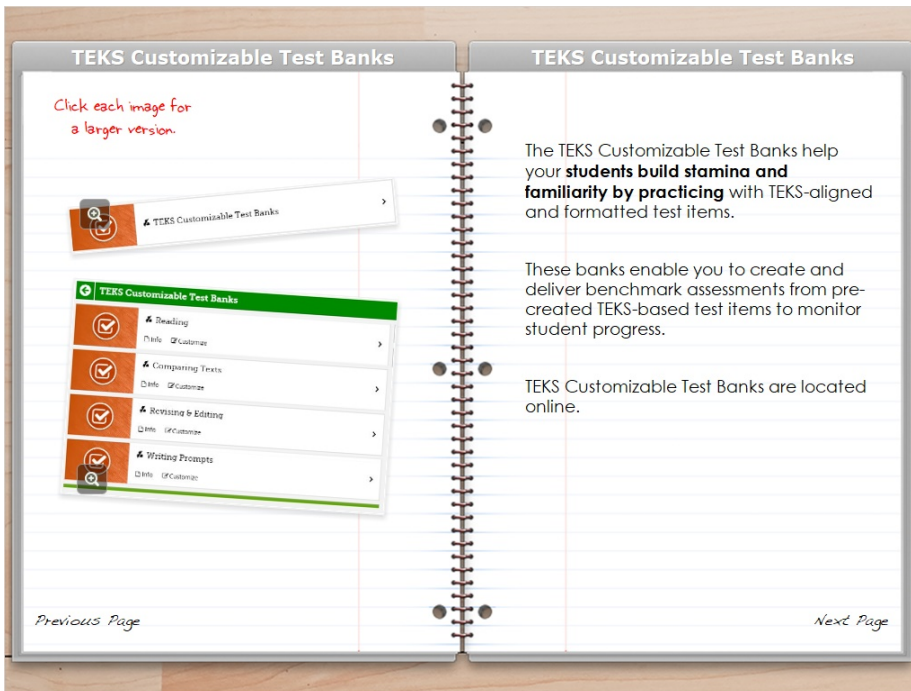 TEKS Customizable Test Banks
Click each image for
a larger version.
TEKS Customizable Test Banks
TEKS Customizable Test Banks
Reading
Info Customize
Comparing Texts
Info Customize
Revising & Editing
Info Customize
Writing Prompts
Info Customize
Previous Page
TEKS Customizable Test Banks
The TEKS Customizable Test Banks help
your students build stamina and
familiarity by practicing with TEKS-aligned
and formatted test items.
These banks enable you to create and
deliver benchmark assessments from pre-
created TEKS-based test items to monitor
student progress.
TEKS Customizable Test Banks are located
online.
Next Page